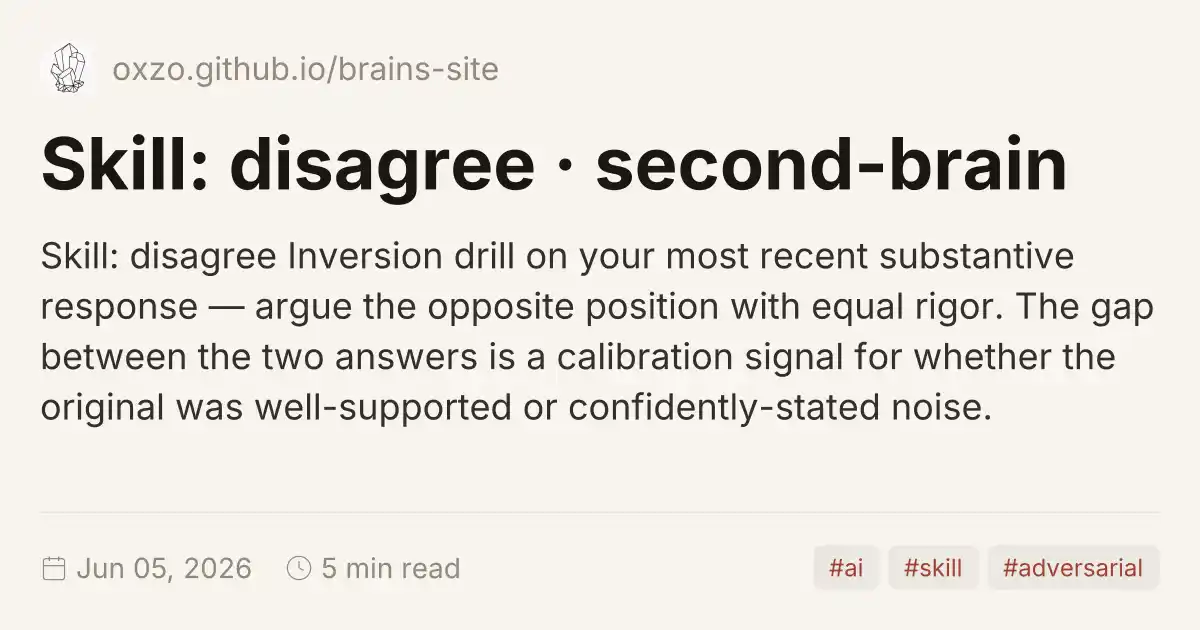 oxzo.github.io/brains-site
Skill: disagree · second-brain
Skill: disagree Inversion drill on your most recent substantive
response — argue the opposite position with equal rigor. The gap
between the two answers is a calibration signal for whether the
original was well-supported or confidently-stated noise.
Jun 05, 2026 5 min read #ai #skill #adversarial